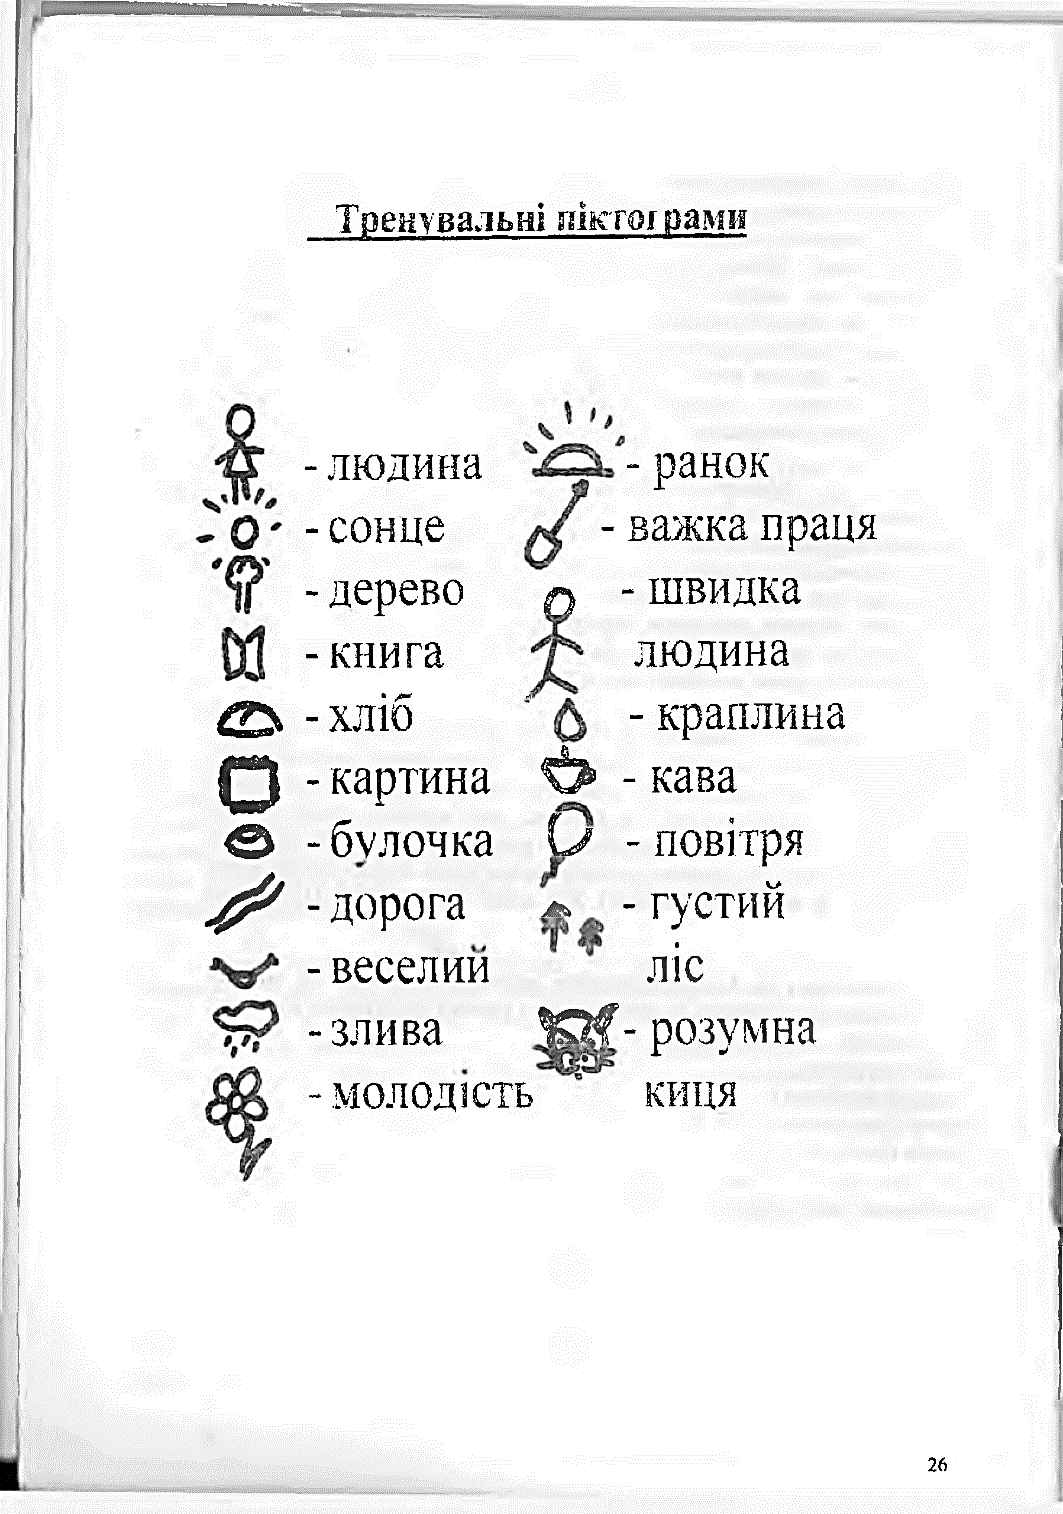 Тренувальні піктограми
- людина
- сонце
- дерево
- книга
- хліб
- картина
- булочка
- дорога
- веселий
- злива
- молодість
- ранок
- важка праця
- швидка
людина
- краплина
- кава
- повітря
- густий
ліс
- розумна
киця
26